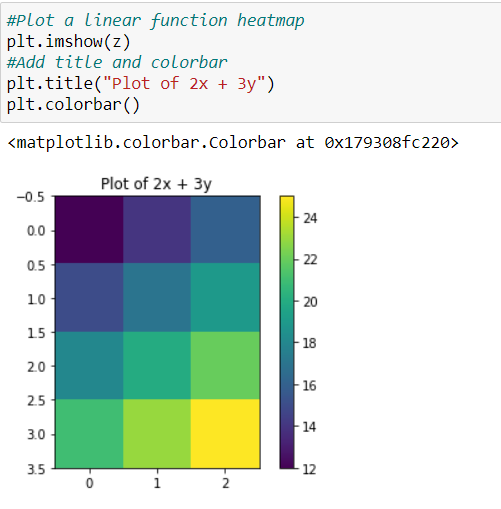 #Plot a linear function heatmap
plt.imshow(z)
#Add title and colorbar
plt.title("Plot of 2x + 3y")
plt.colorbar()
<matplotlib.colorbar.Colorbar at 0x179308fc220>
Plot of 2x + 3y
−0.5
0.0
0.5
1.0
1.5
2.0
2.5
3.0
3.5
0 1 2
24
22
20
18
16
14
12